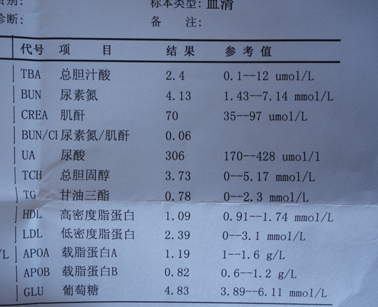 别:
标本类型: 血清
诊断:
备 注:
代号 项 目 结 果 参 考 值
TBA 总胆汁酸 2.4 0.1--12 umol/L
BUN 尿素氮 4.13 1.43--7.14 mmol/L
CREA 肌酐 70 35--97 umol/L
BUN/CI 尿素氮/肌酐 0.06
UA 尿酸 306 170--428 umol/l
TCH 总胆固醇 3.73 0--5.17 mmol/L
TG 甘油三酯 0.78 0--2.3 mmol/L
HDL 高密度脂蛋白 1.09 0.91--1.74 mmol/L
LDL 低密度脂蛋白 2.39 0--3.1 mmol/L
/L APOA 载脂蛋白A 1.19 1--1.6 g/L
APOB 载脂蛋白B 0.82 0.6--1.2 g/L
GLU 葡萄糖 4.83 3.89--6.11 mmol/L